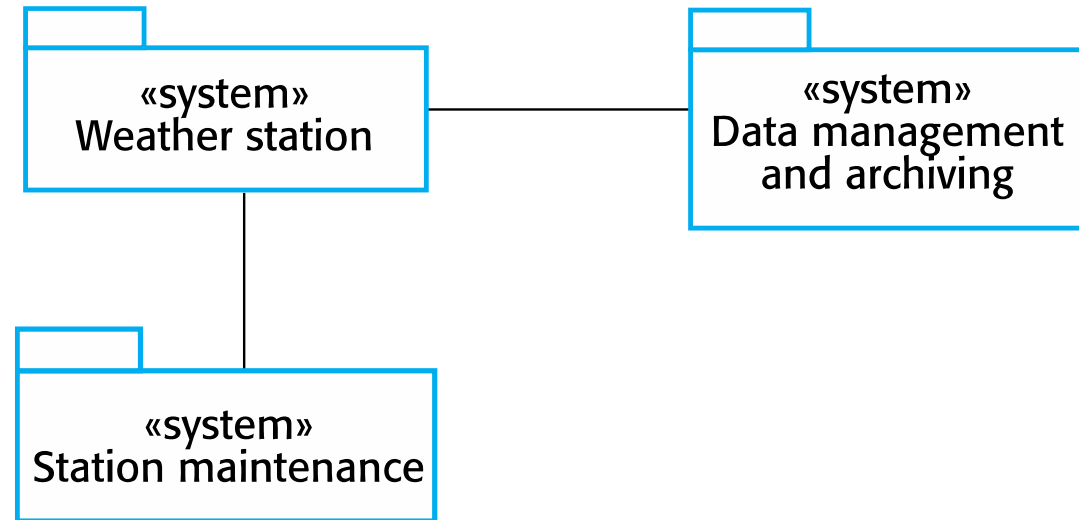 «system»
Weather station
«system»
Data management
and archiving
«system»
Station maintenance